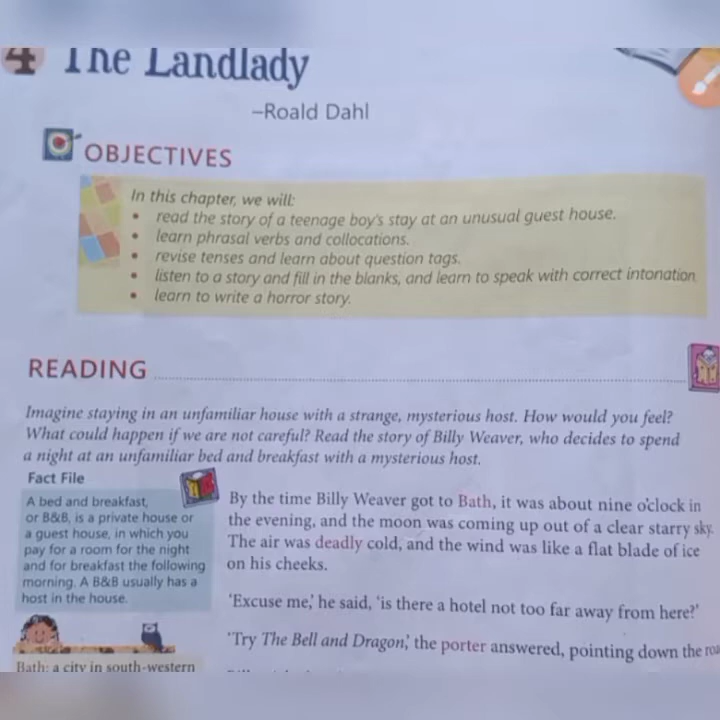 4 The Landlady
–Roald Dahl
OBJECTIVES
In this chapter, we will:
• read the story of a teenage boy's stay at an unusual guest house.
• learn phrasal verbs and collocations.
• revise tenses and learn about question tags.
• listen to a story and fill in the blanks, and learn to speak with correct intonation
• learn to write a horror story.
READING
Imagine staying in an unfamiliar house with a strange, mysterious host. How would you feel?
What could happen if we are not careful? Read the story of Billy Weaver, who decides to spend
a night at an unfamiliar bed and breakfast with a mysterious host.
Fact File
A bed and breakfast,
or B&B, is a private house or
a guest house, in which you
pay for a room for the night
and for breakfast the following
morning. A B&B usually has a
host in the house.
Bath: a city in south-western
By the time Billy Weaver got to Bath, it was about nine o'clock in
the evening, and the moon was coming up out of a clear starry sky.
The air was deadly cold, and the wind was like a flat blade of ice
on his cheeks.
'Excuse me,' he said, 'is there a hotel not too far away from here?'
'Try The Bell and Dragon,' the porter answered, pointing down the